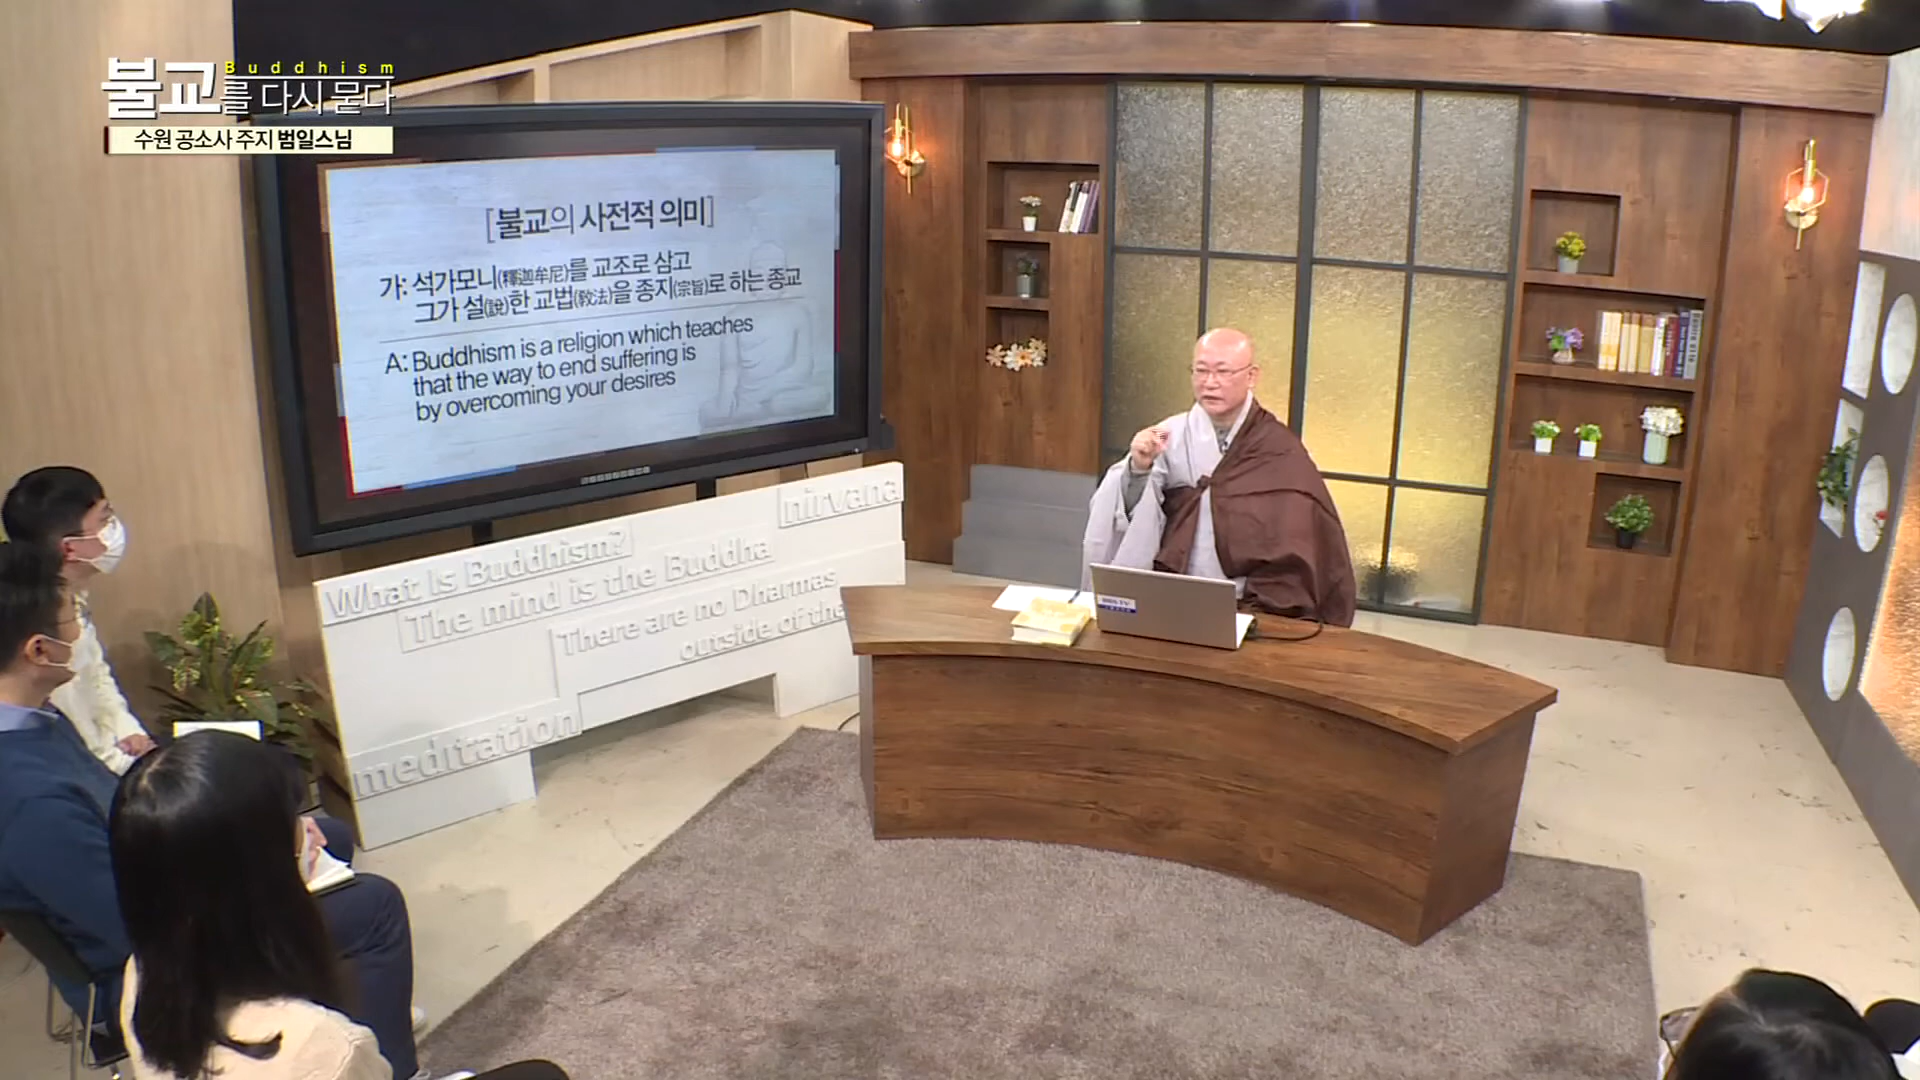 Buddhism
불교를 다시 묻다
수원 공소사 주지 범일스님
[불교의 사전적 의미]
가: 석가모니(釋迦牟尼)를 교조로 삼고
그가 설(說)한 교법(敎法)을 종지(宗旨)로 하는 종교
A: Buddhism is a religion which teaches
that the way to end suffering is
by overcoming your desires
nirvana
What Is Buddhism?
The mind is the Buddha
There are no Dharmas
outside of the
meditation
BBS TV